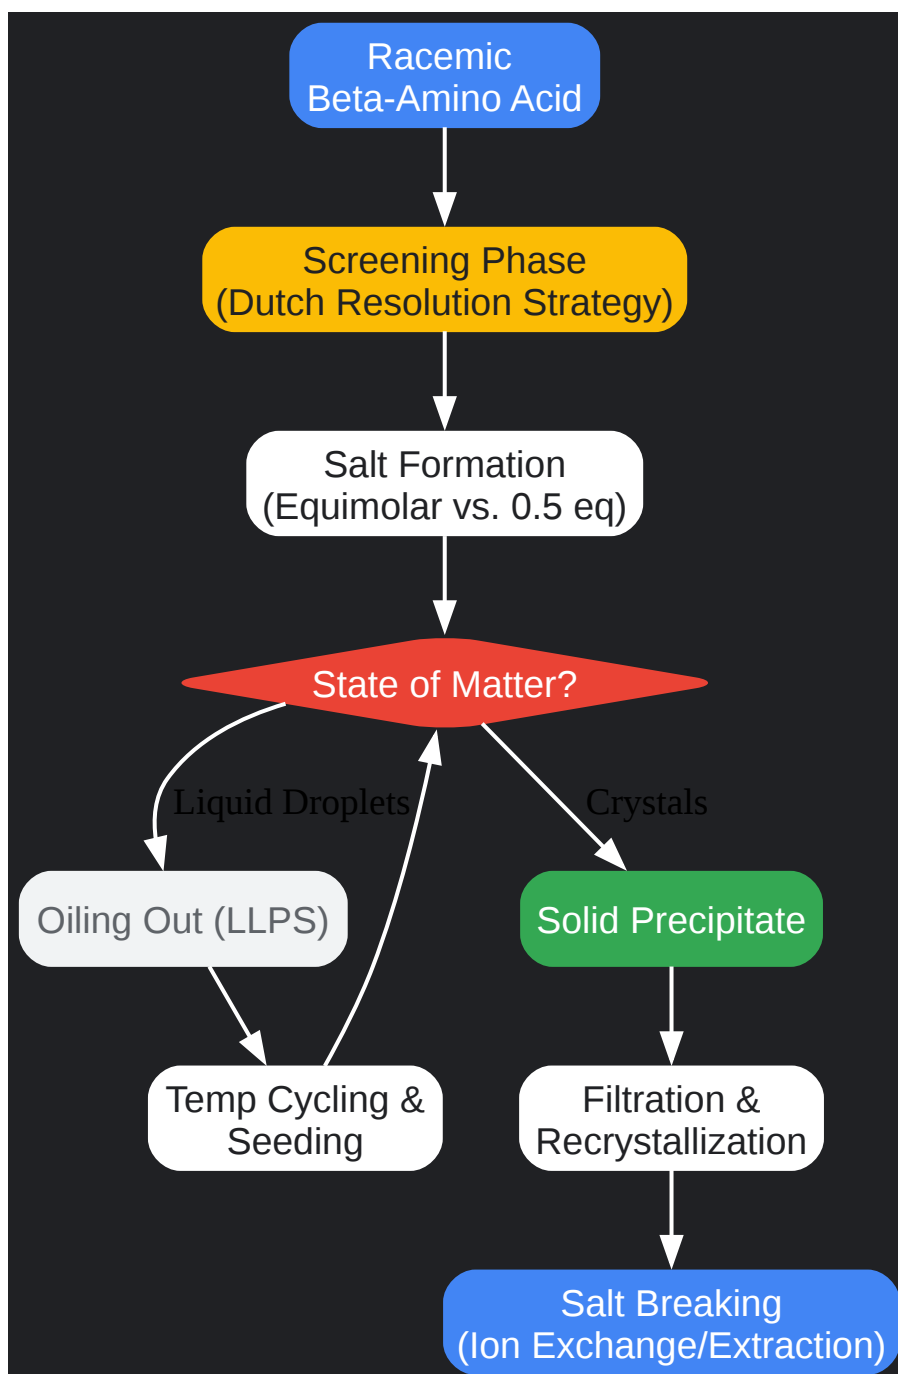 Racemic
Beta-Amino Acid
Screening Phase
(Dutch Resolution Strategy)
Salt Formation
(Equimolar vs. 0.5 eq)
State of Matter?
Liquid Droplets
Crystals
Oiling Out (LLPS)
Solid Precipitate
Temp Cycling &
Seeding
Filtration &
Recrystallization
Salt Breaking
(Ion Exchange/Extraction)